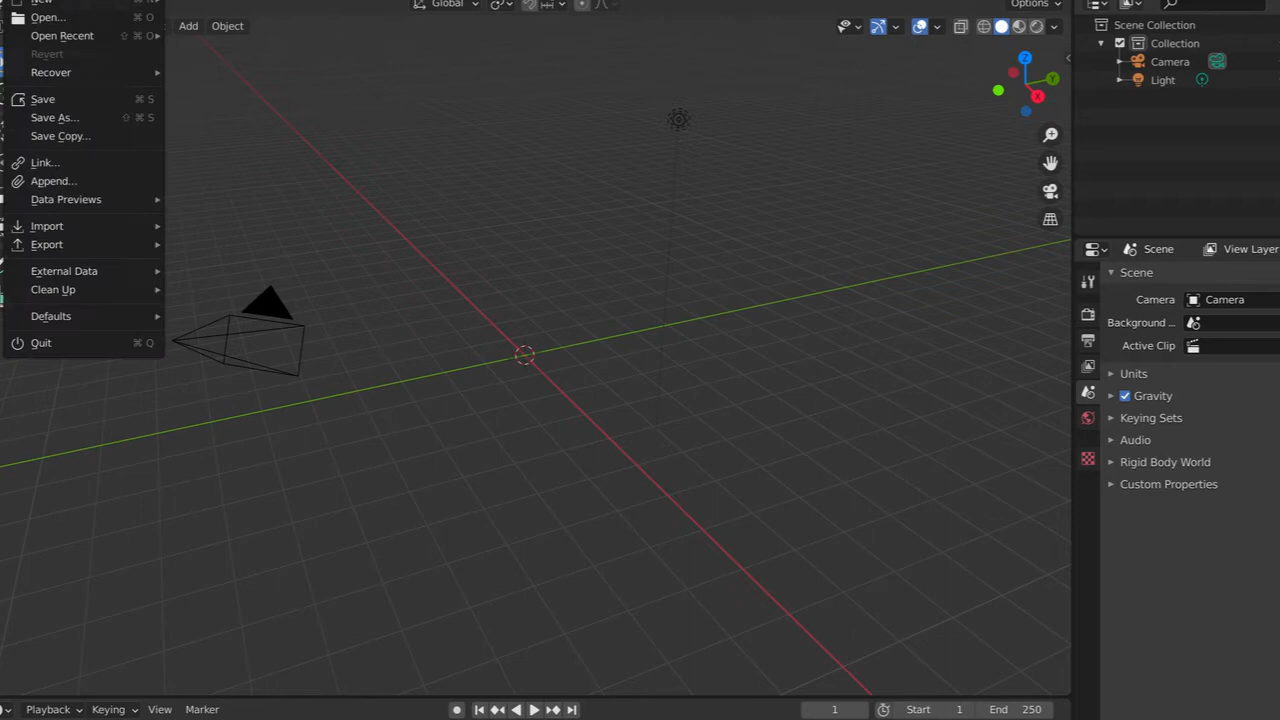 New ⌘ N
Open... ⌘ O
Open Recent ⇧ ⌘ O
Revert
Recover
Save ⌘ S
Save As... ⇧ ⌘ S
Save Copy...
Link...
Append...
Data Previews
Import
Export
External Data
Clean Up
Defaults
Quit ⌘ Q
Add Object
Global
Options
Z
Y
X
Scene Collection
Collection
Camera
Light
Scene View Layer
Scene
Camera Camera
Background ...
Active Clip
Units
Gravity
Keying Sets
Audio
Rigid Body World
Custom Properties
Playback Keying View Marker
1 Start 1 End 250